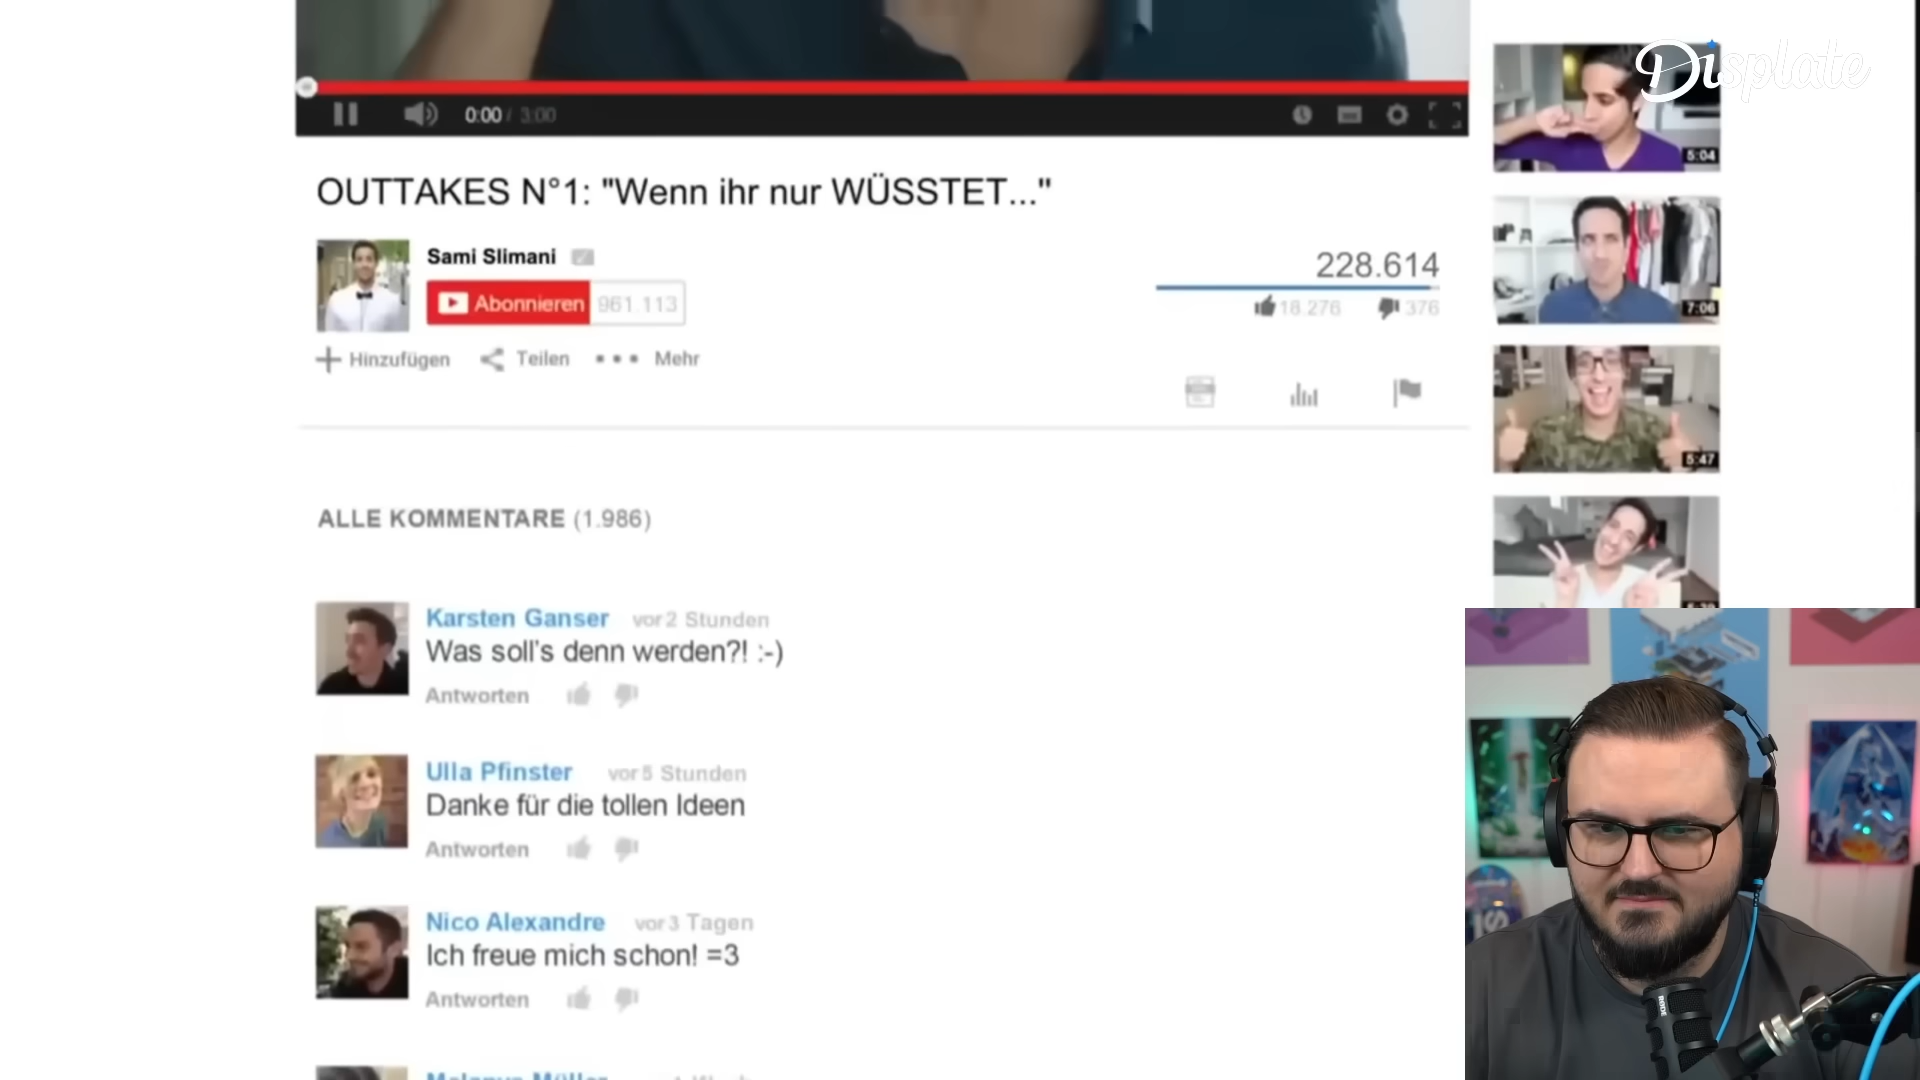 Displate
5:04
0:00 / 3:00
OUTTAKES N°1: "Wenn ihr nur WÜSSTET..."
Sami Slimani
Abonnieren 961.113
228.614
18.276 376
7:06
Hinzufügen Teilen Mehr
5:47
ALLE KOMMENTARE (1.986)
Karsten Ganser vor 2 Stunden
Was soll's denn werden?! :-)
Antworten
Ulla Pfinster vor 5 Stunden
Danke für die tollen Ideen
Antworten
Nico Alexandre vor 3 Tagen
Ich freue mich schon! =3
Antworten
RØDE